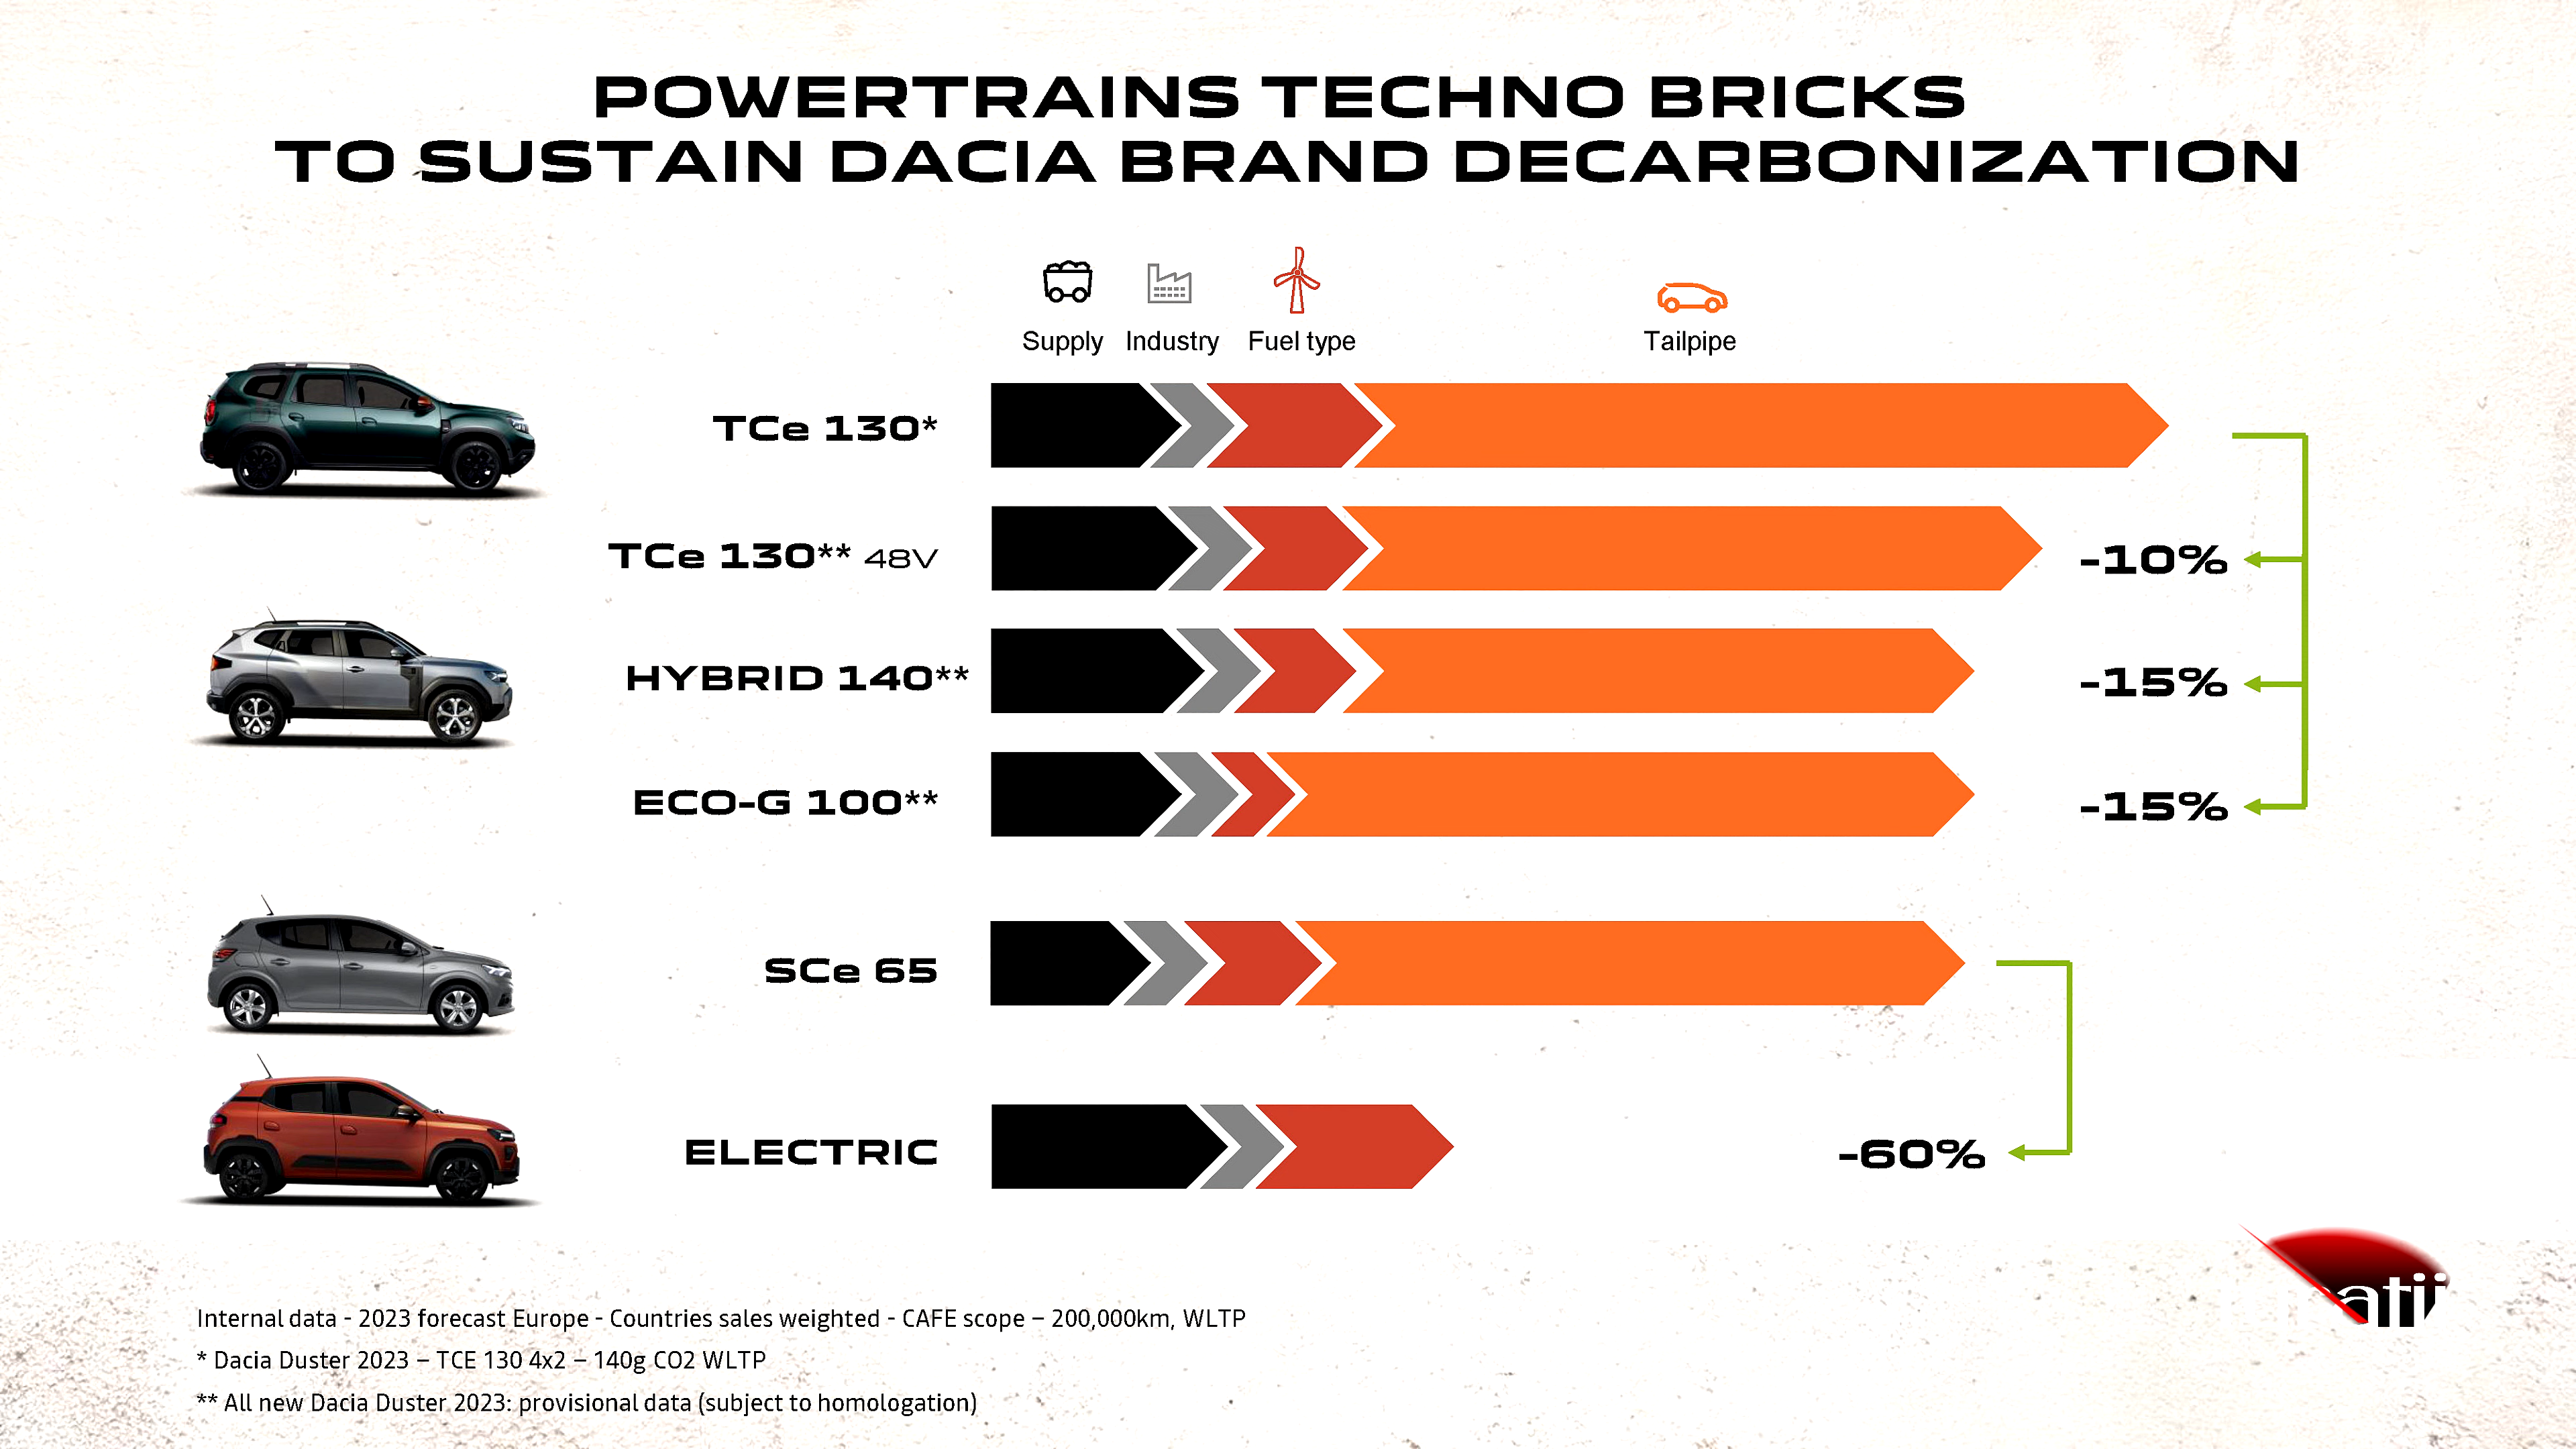 POWERTRAINS TECHNO BRICKS
TO SUSTAIN DACIA BRAND DECARBONIZATION
Supply Industry Fuel type Tailpipe
TCe 130*
TCe 130** 48V -10%
HYBRID 140** -15%
ECO-G 100** -15%
SCe 65
ELECTRIC -60%
Internal data - 2023 forecast Europe - Countries sales weighted - CAFE scope – 200,000km, WLTP
* Dacia Duster 2023 – TCE 130 4x2 – 140g CO2 WLTP
** All new Dacia Duster 2023: provisional data (subject to homologation)